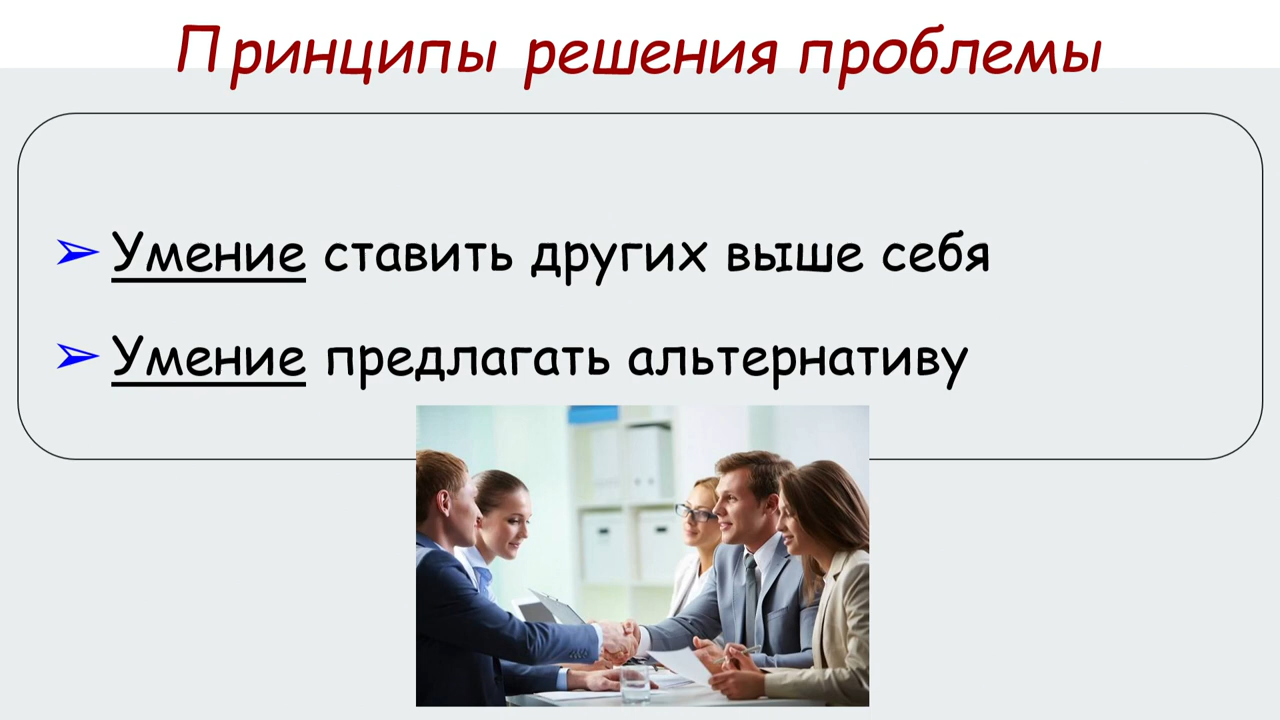 Принципы решения проблемы
➢ Умение ставить других выше себя
➢ Умение предлагать альтернативу